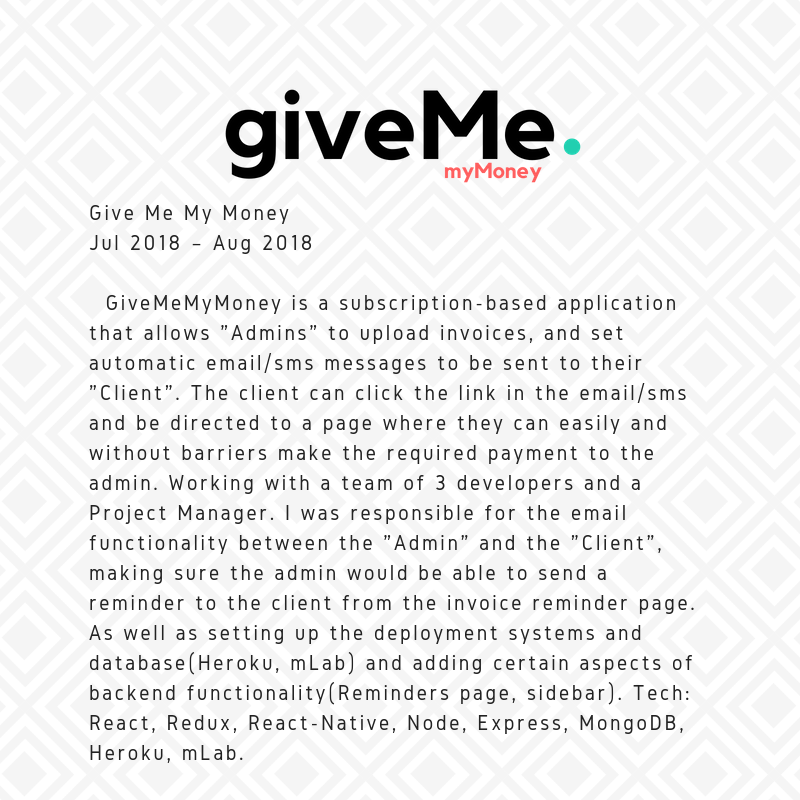 giveMe.
myMoney
Give Me My Money
Jul 2018 – Aug 2018
GiveMeMyMoney is a subscription-based application
that allows ”Admins” to upload invoices, and set
automatic email/sms messages to be sent to their
”Client”. The client can click the link in the email/sms
and be directed to a page where they can easily and
without barriers make the required payment to the
admin. Working with a team of 3 developers and a
Project Manager. I was responsible for the email
functionality between the ”Admin” and the ”Client”,
making sure the admin would be able to send a
reminder to the client from the invoice reminder page.
As well as setting up the deployment systems and
database(Heroku, mLab) and adding certain aspects of
backend functionality(Reminders page, sidebar). Tech:
React, Redux, React-Native, Node, Express, MongoDB,
Heroku, mLab.